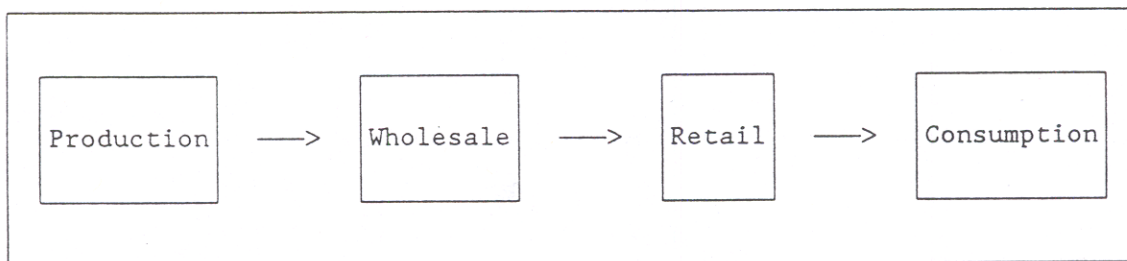 Production ——> Wholesale ——> Retail ——> Consumption